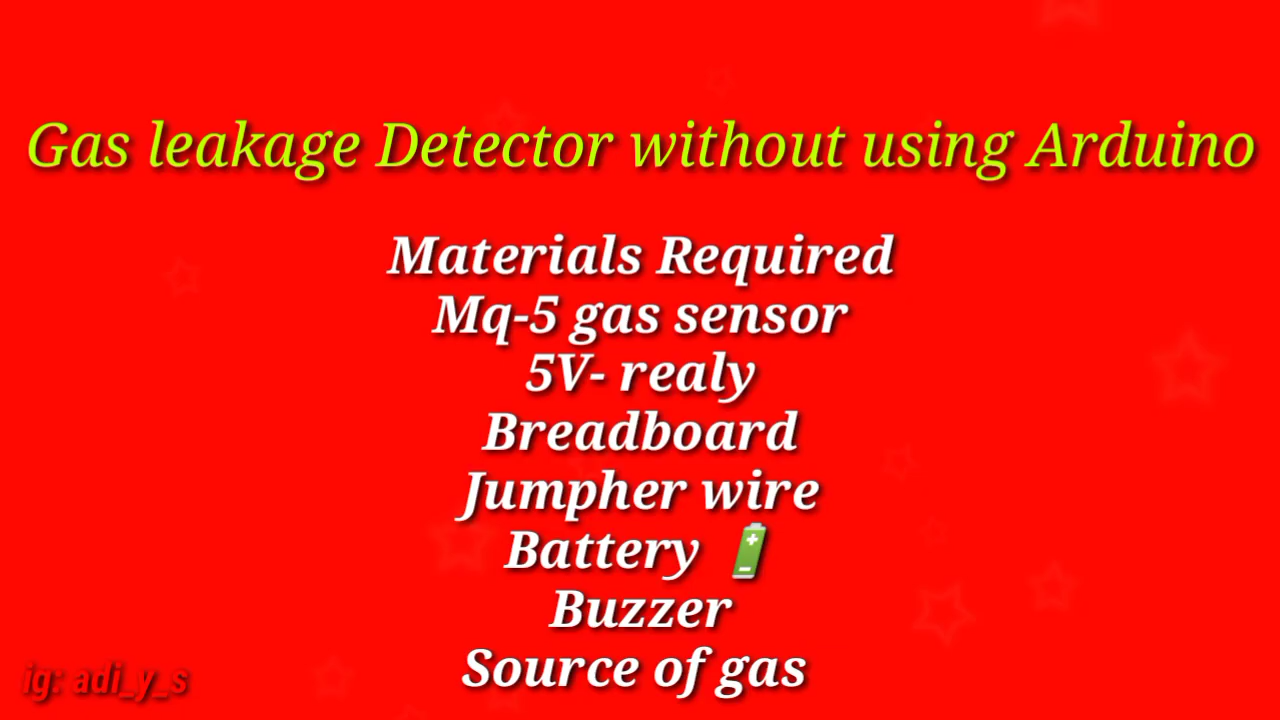 Gas leakage Detector without using Arduino
Materials Required
Mq-5 gas sensor
5V- realy
Breadboard
Jumpher wire
Battery 🔋
Buzzer
Source of gas
ig: adi_y_s